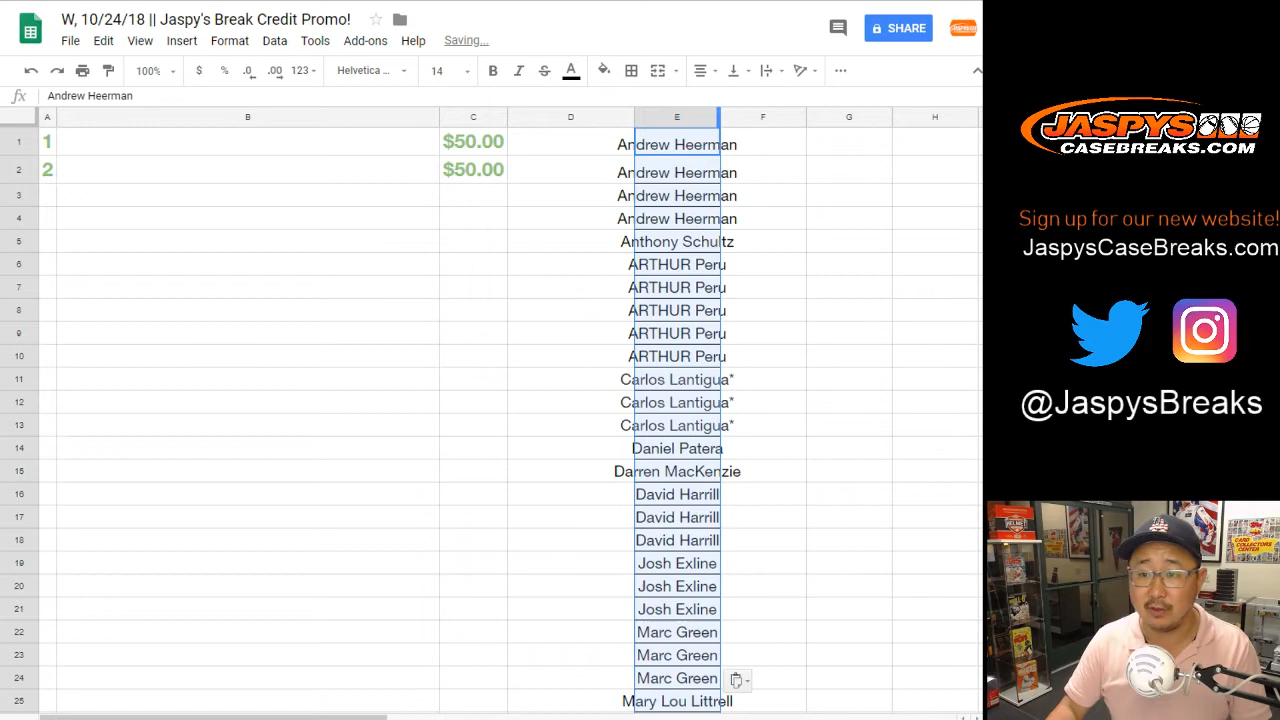 W, 10/24/18 || Jaspy's Break Credit Promo!
File Edit View Insert Format Data Tools Add-ons Help Saving...
SHARE
100% $ % .0 .00 123 Helvetica ... 14 B I S A
fx Andrew Heerman
A B C D E F G H
1 1 $50.00 Andrew Heerman
2 2 $50.00 Andrew Heerman
3 Andrew Heerman
4 Andrew Heerman
5 Anthony Schultz
6 ARTHUR Peru
7 ARTHUR Peru
8 ARTHUR Peru
9 ARTHUR Peru
10 ARTHUR Peru
11 Carlos Lantigua*
12 Carlos Lantigua*
13 Carlos Lantigua*
14 Daniel Patera
15 Darren MacKenzie
16 David Harrill
17 David Harrill
18 David Harrill
19 Josh Exline
20 Josh Exline
21 Josh Exline
22 Marc Green
23 Marc Green
24 Marc Green
25 Mary Lou Littrell
JASPYS
CASEBREAKS.COM
Sign up for our new website!
JaspysCaseBreaks.com
@JaspysBreaks
CARD
COLLECTORS
CENTER